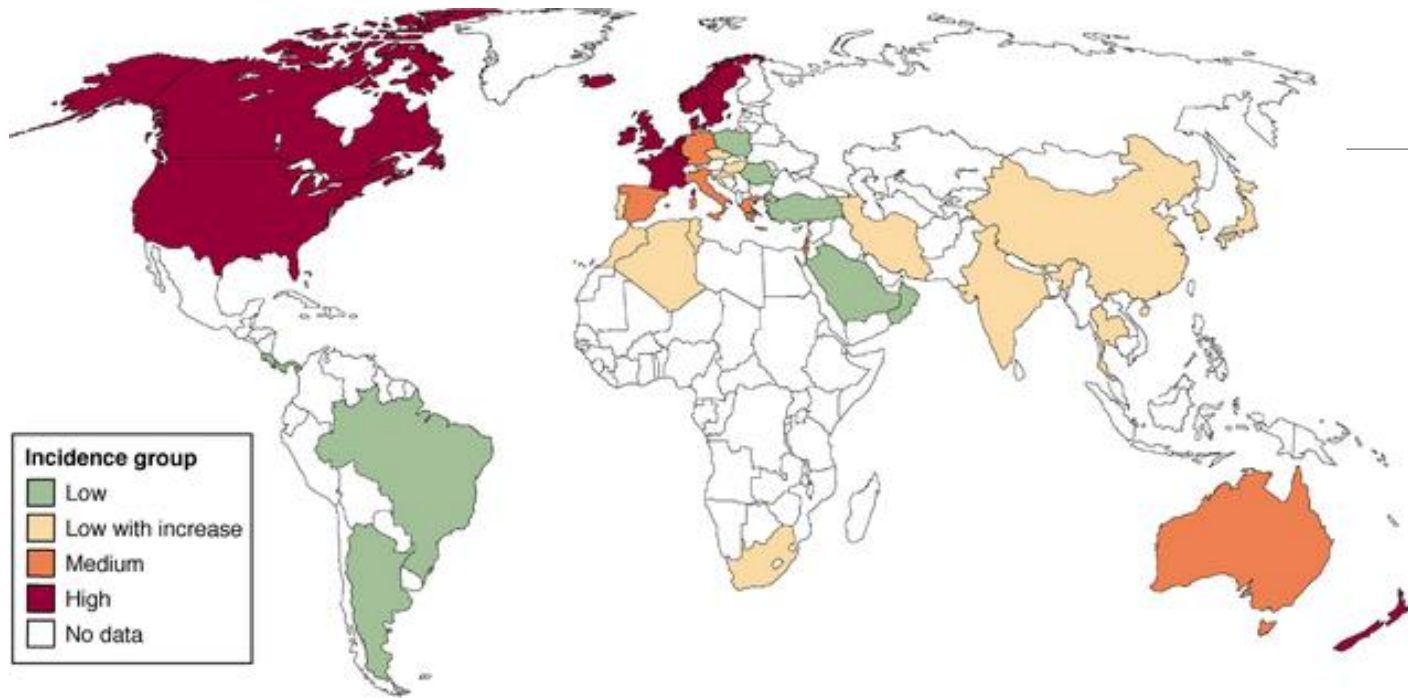 Incidence group
Low
Low with increase
Medium
High
No data